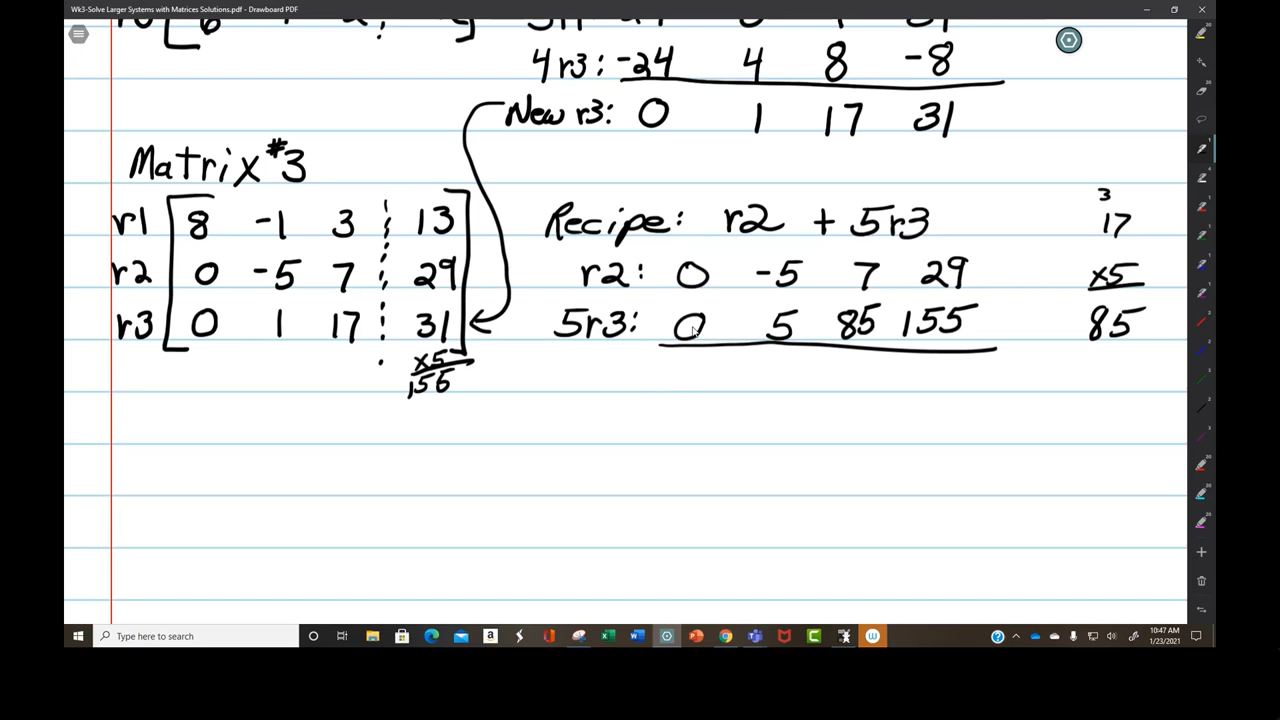 Wk3-Solve Larger Systems with Matrices Solutions.pdf - Drawboard PDF
4r3: -24 4 8 -8
New r3: 0 1 17 31
Matrix #3
r1 8 -1 3 13
r2 0 -5 7 29
r3 0 1 17 31
x5
155
Recipe: r2 + 5r3
r2: 0 -5 7 29
5r3: 0 5 85 155
3
17
x5
85
Type here to search
10:47 AM
1/23/2021